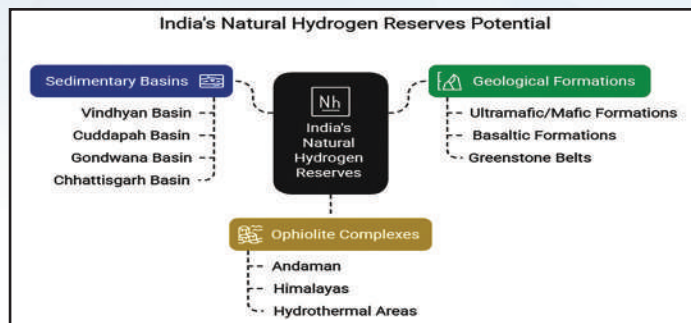 India's Natural Hydrogen Reserves Potential
Sedimentary Basins
Vindhyan Basin
Cuddapah Basin
Gondwana Basin
Chhattisgarh Basin
Nh
India's
Natural
Hydrogen
Reserves
Geological Formations
Ultramafic/Mafic Formations
Basaltic Formations
Greenstone Belts
Ophiolite Complexes
Andaman
Himalayas
Hydrothermal Areas